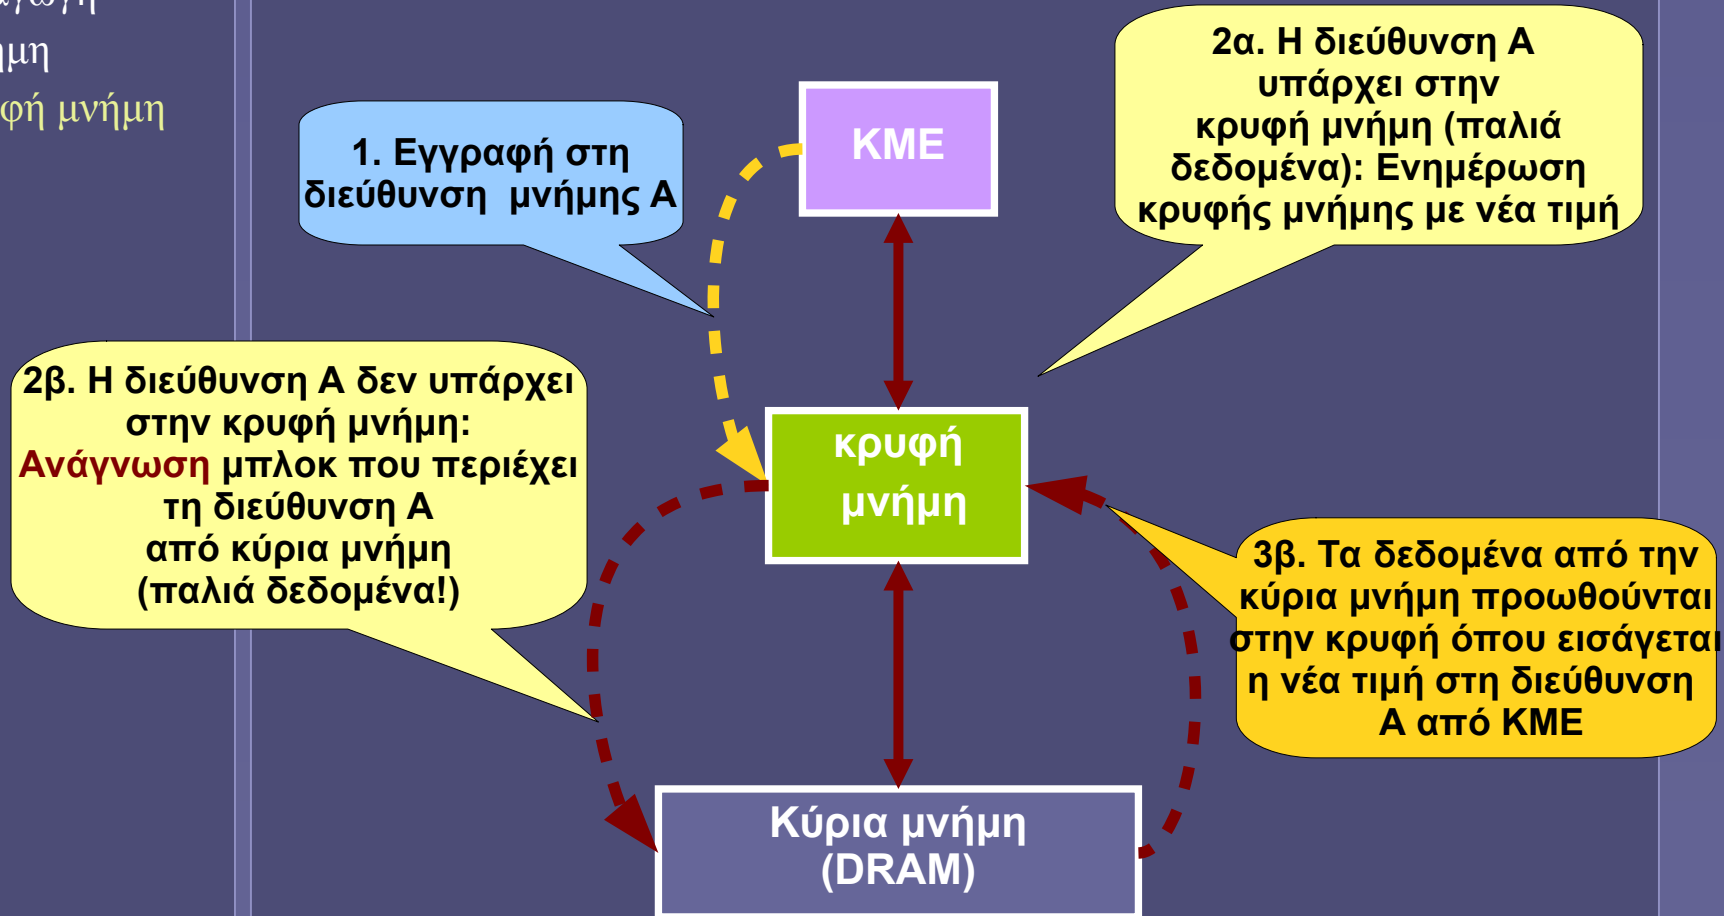 μνήμη
1. Εγγραφή στη
διεύθυνση μνήμης Α
ΚΜΕ
2α. Η διεύθυνση Α
υπάρχει στην
κρυφή μνήμη (παλιά
δεδομένα): Ενημέρωση
κρυφής μνήμης με νέα τιμή
2β. Η διεύθυνση Α δεν υπάρχει
στην κρυφή μνήμη:
Ανάγνωση μπλοκ που περιέχει
τη διεύθυνση Α
από κύρια μνήμη
(παλιά δεδομένα!)
κρυφή
μνήμη
3β. Τα δεδομένα από την
κύρια μνήμη προωθούνται
στην κρυφή όπου εισάγεται
η νέα τιμή στη διεύθυνση
Α από ΚΜΕ
Κύρια μνήμη
(DRAM)